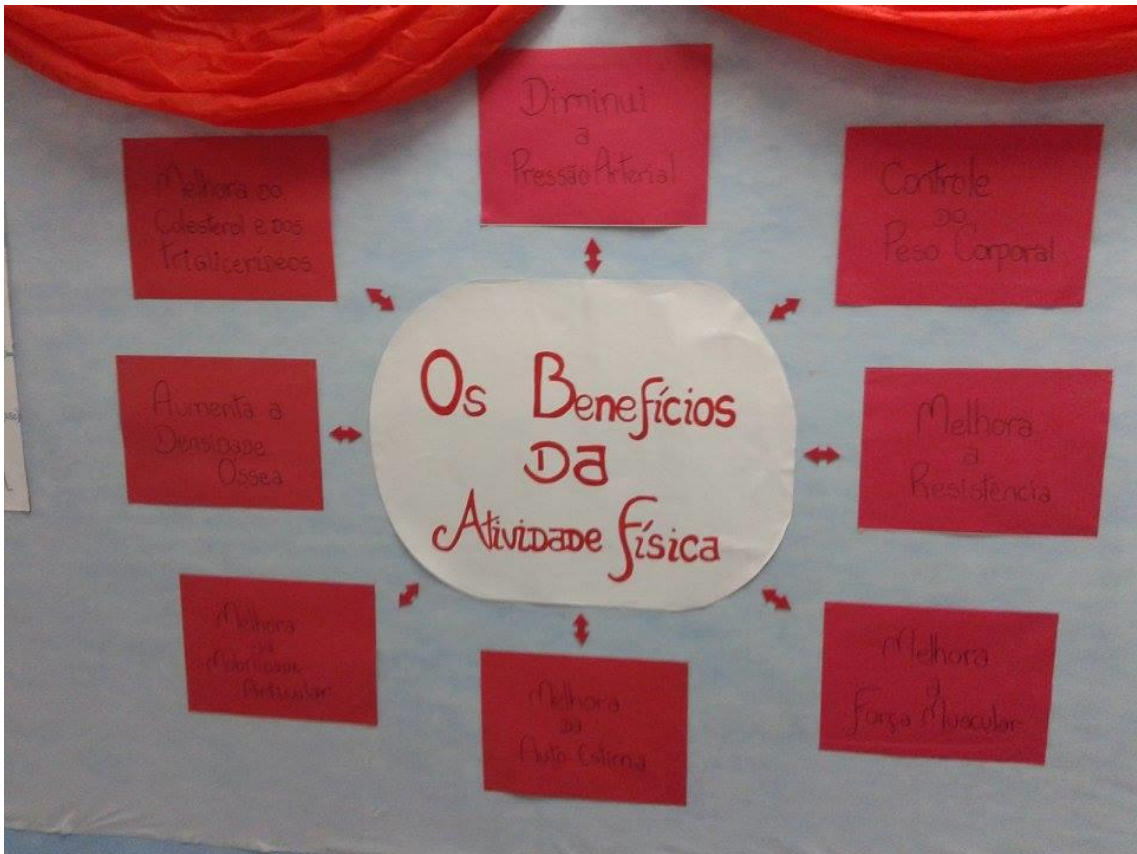 Os Benefícios
da
Atividade Física
Diminui
a
Pressão Arterial
Controle
do
Peso Corporal
Melhora
a
Resistência
Melhora
a
Força Muscular
Melhora
da
Auto Estima
Melhora
da
Mobilidade
Articular
Aumenta a
Densidade
Óssea
Melhora do
Colesterol e dos
Triglicerídeos